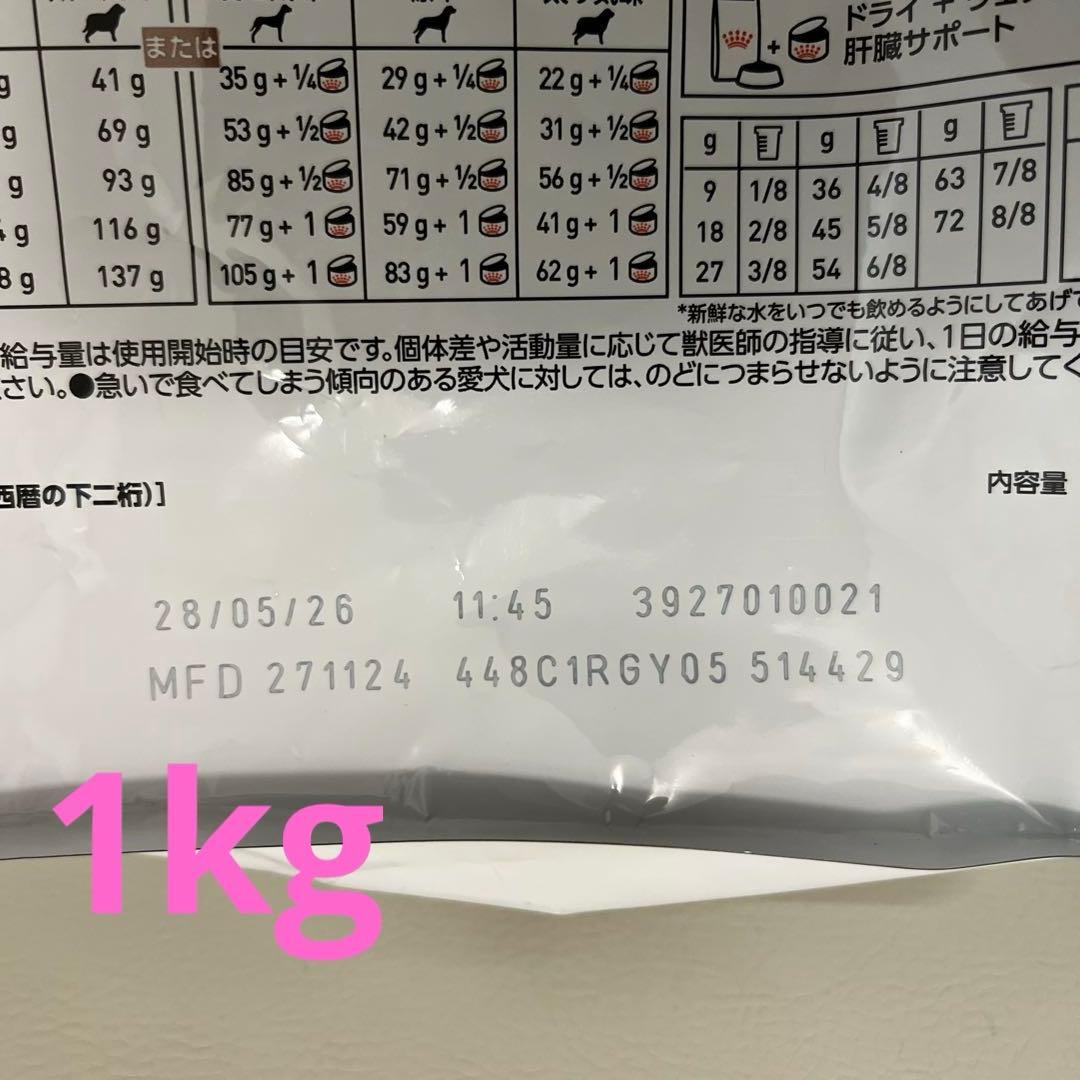 または
ドライ +
肝臓サポート
g 41 g 35 g + 1/4 29 g + 1/4 22 g + 1/4
g 69 g 53 g + 1/2 42 g + 1/2 31 g + 1/2
g 93 g 85 g + 1/2 71 g + 1/2 56 g + 1/2
g 116 g 77 g + 1 59 g + 1 41 g + 1
8 g 137 g 105 g + 1 83 g + 1 62 g + 1
g g g
9 1/8 36 4/8 63 7/8
18 2/8 45 5/8 72 8/8
27 3/8 54 6/8
*新鮮な水をいつでも飲めるようにしてあげて
給与量は使用開始時の目安です。個体差や活動量に応じて獣医師の指導に従い、1日の給与
さい。●急いで食べてしまう傾向のある愛犬に対しては、のどにつまらせないように注意してく
西暦の下二桁)]
内容量
28/05/26 11:45 3927010021
MFD 271124 448C1RGY05 514429
1kg